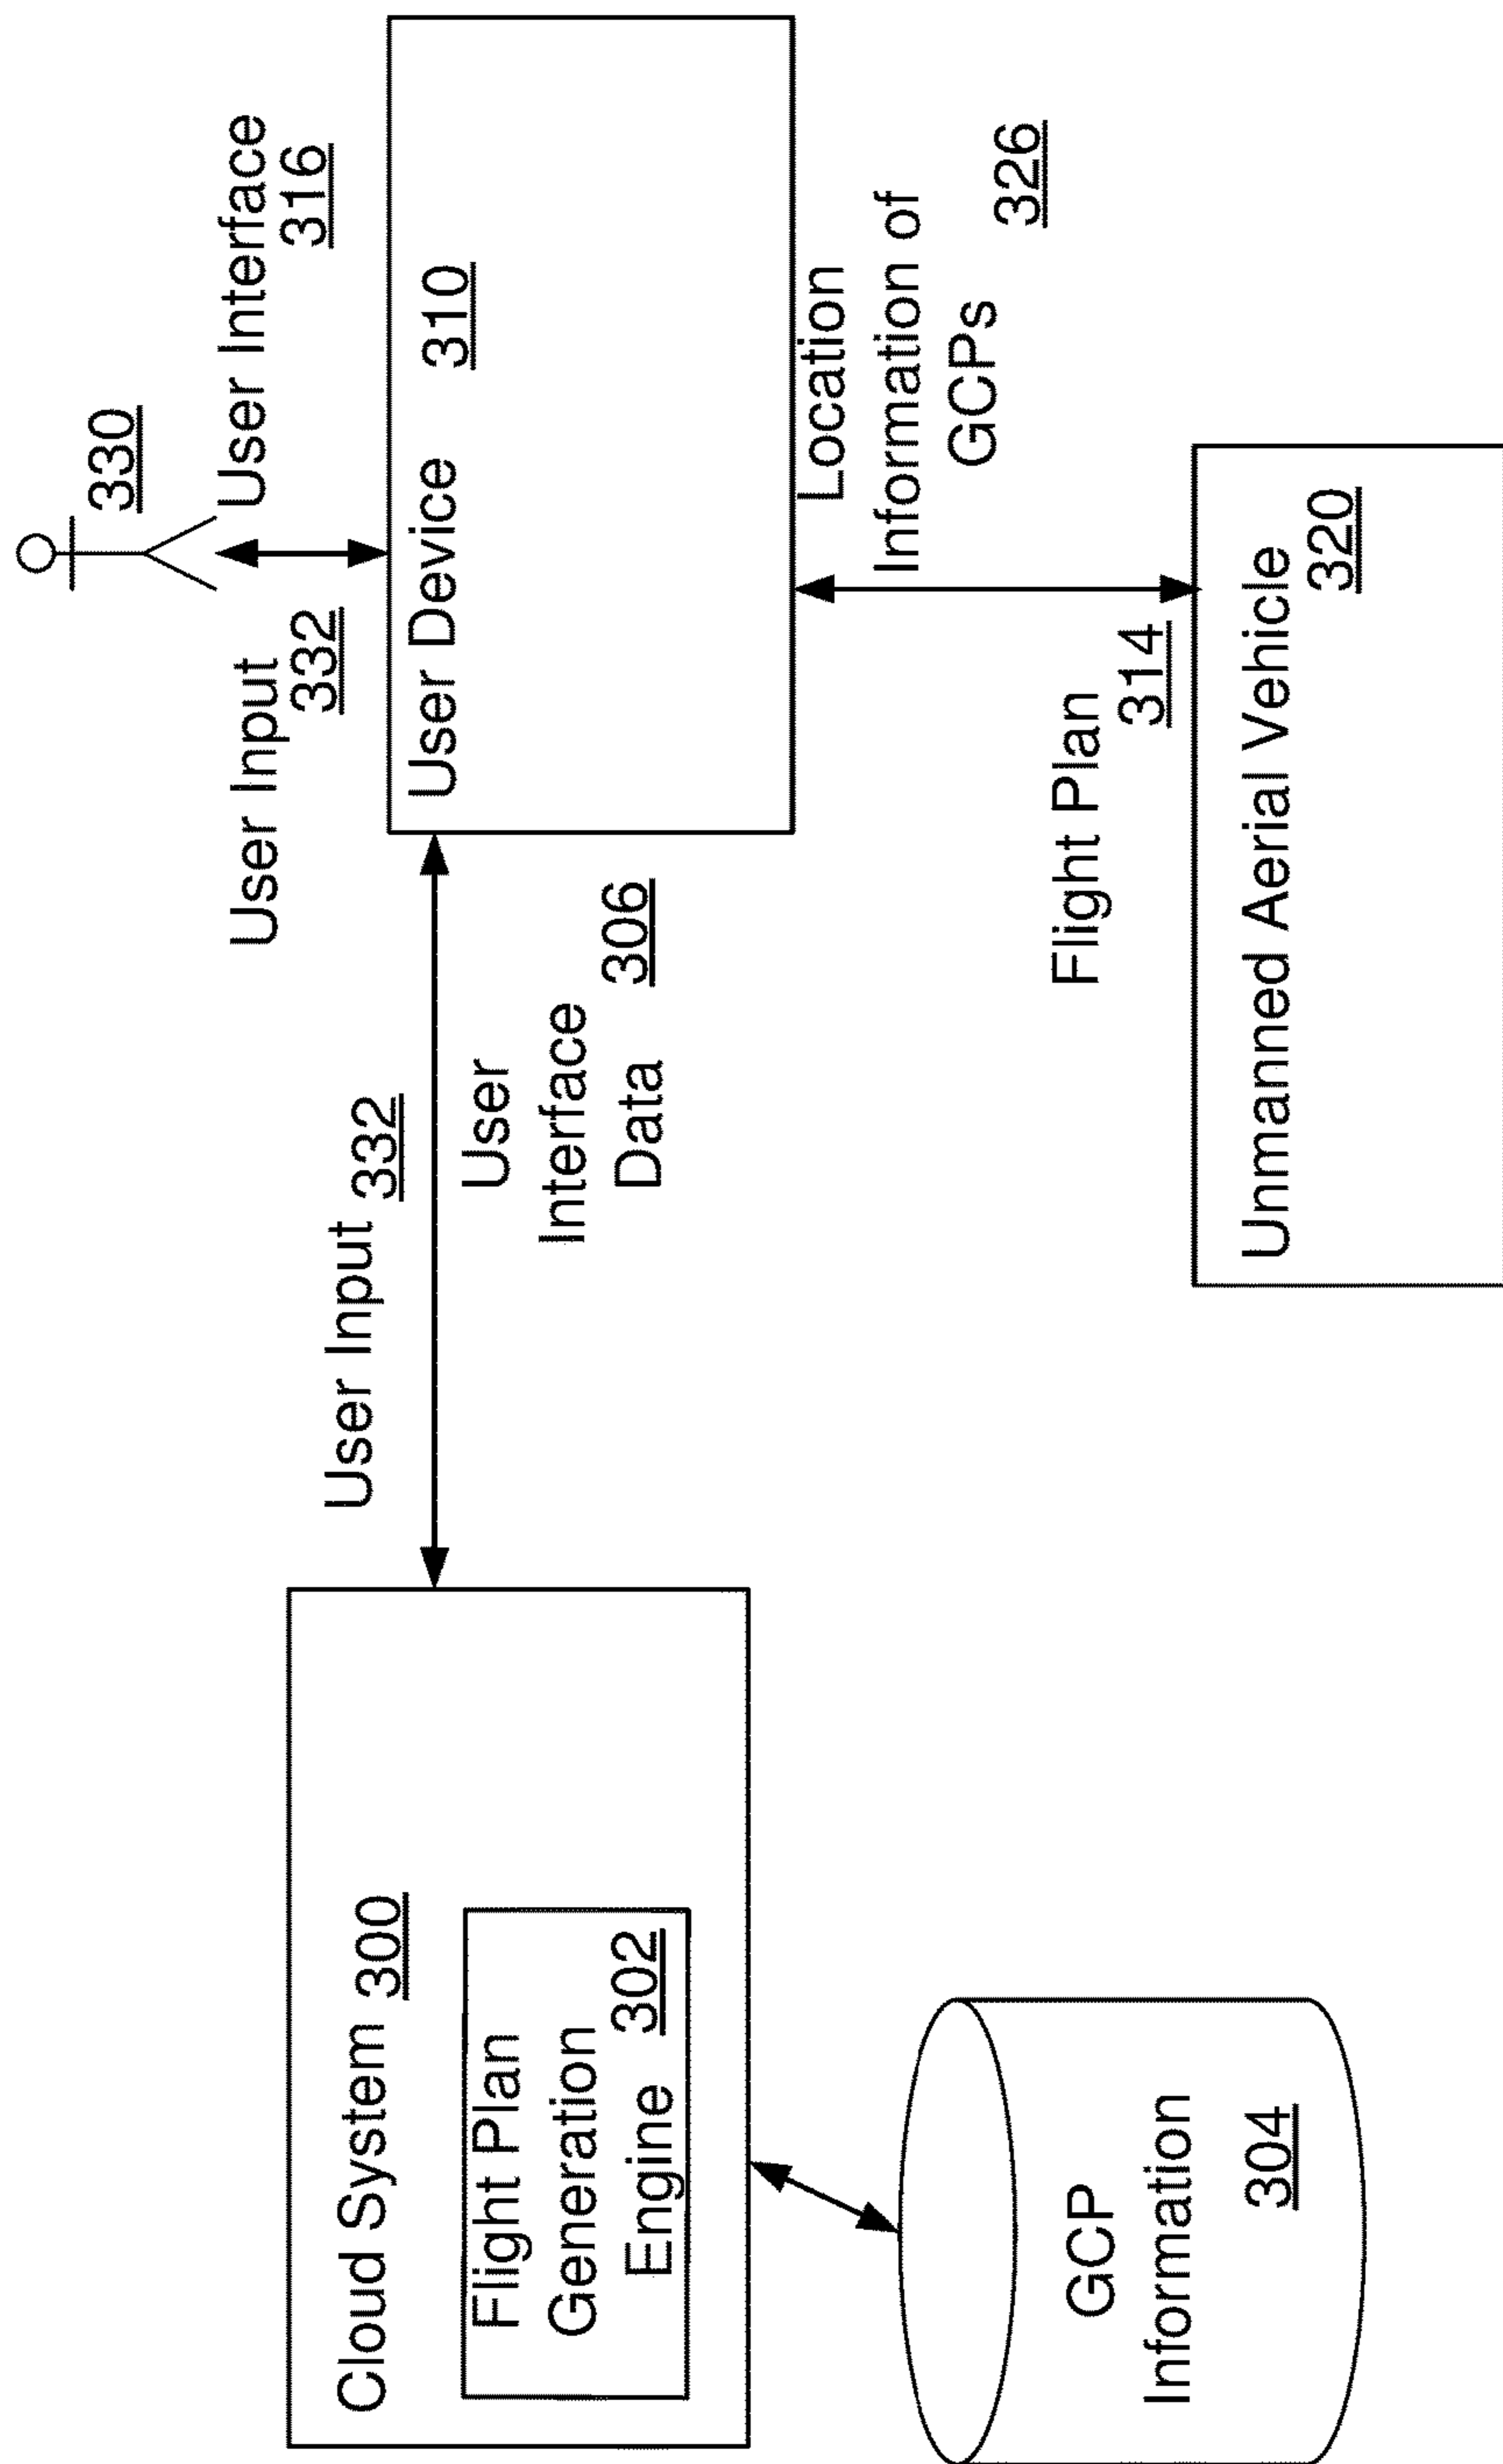 Cloud System 300
Flight Plan
Generation
Engine 302
GCP
Information
304
User Input 332
User
Interface
Data 306
User Input
332
330
User Interface
316
User Device 310
Flight Plan
314
Location
Information of
GCPs 326
Unmanned Aerial Vehicle
320